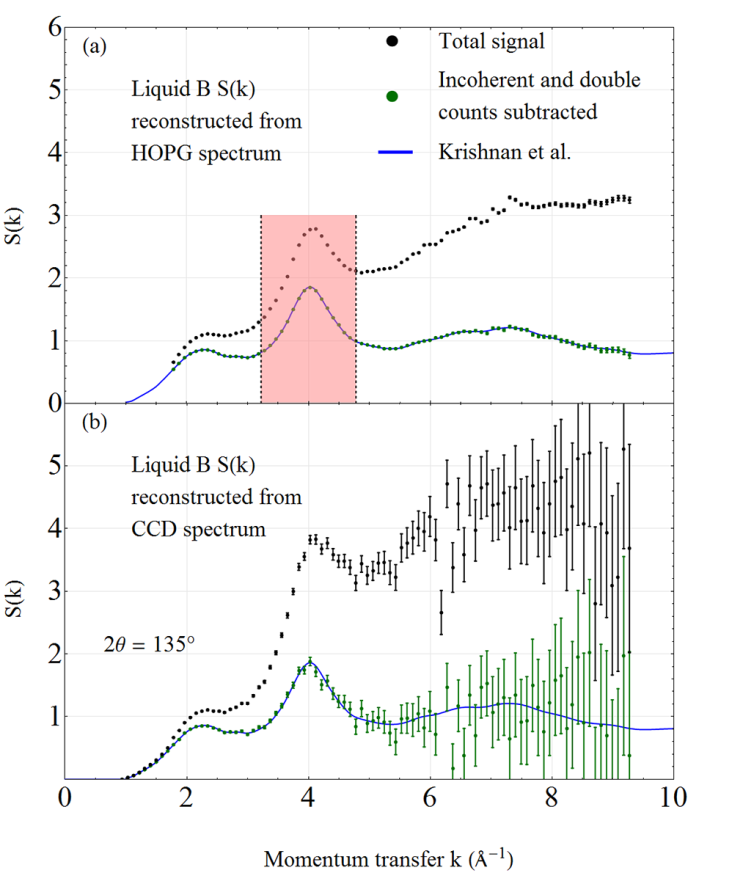 6
(a)
Total signal
5
Liquid B S(k)
reconstructed from
HOPG spectrum
Incoherent and double
counts subtracted
4
Krishnan et al.
3
S(k)
2
1
0
(b)
5
Liquid B S(k)
reconstructed from
CCD spectrum
4
3
S(k)
2
2θ = 135°
1
0 2 4 6 8 10
Momentum transfer k (Å⁻¹)